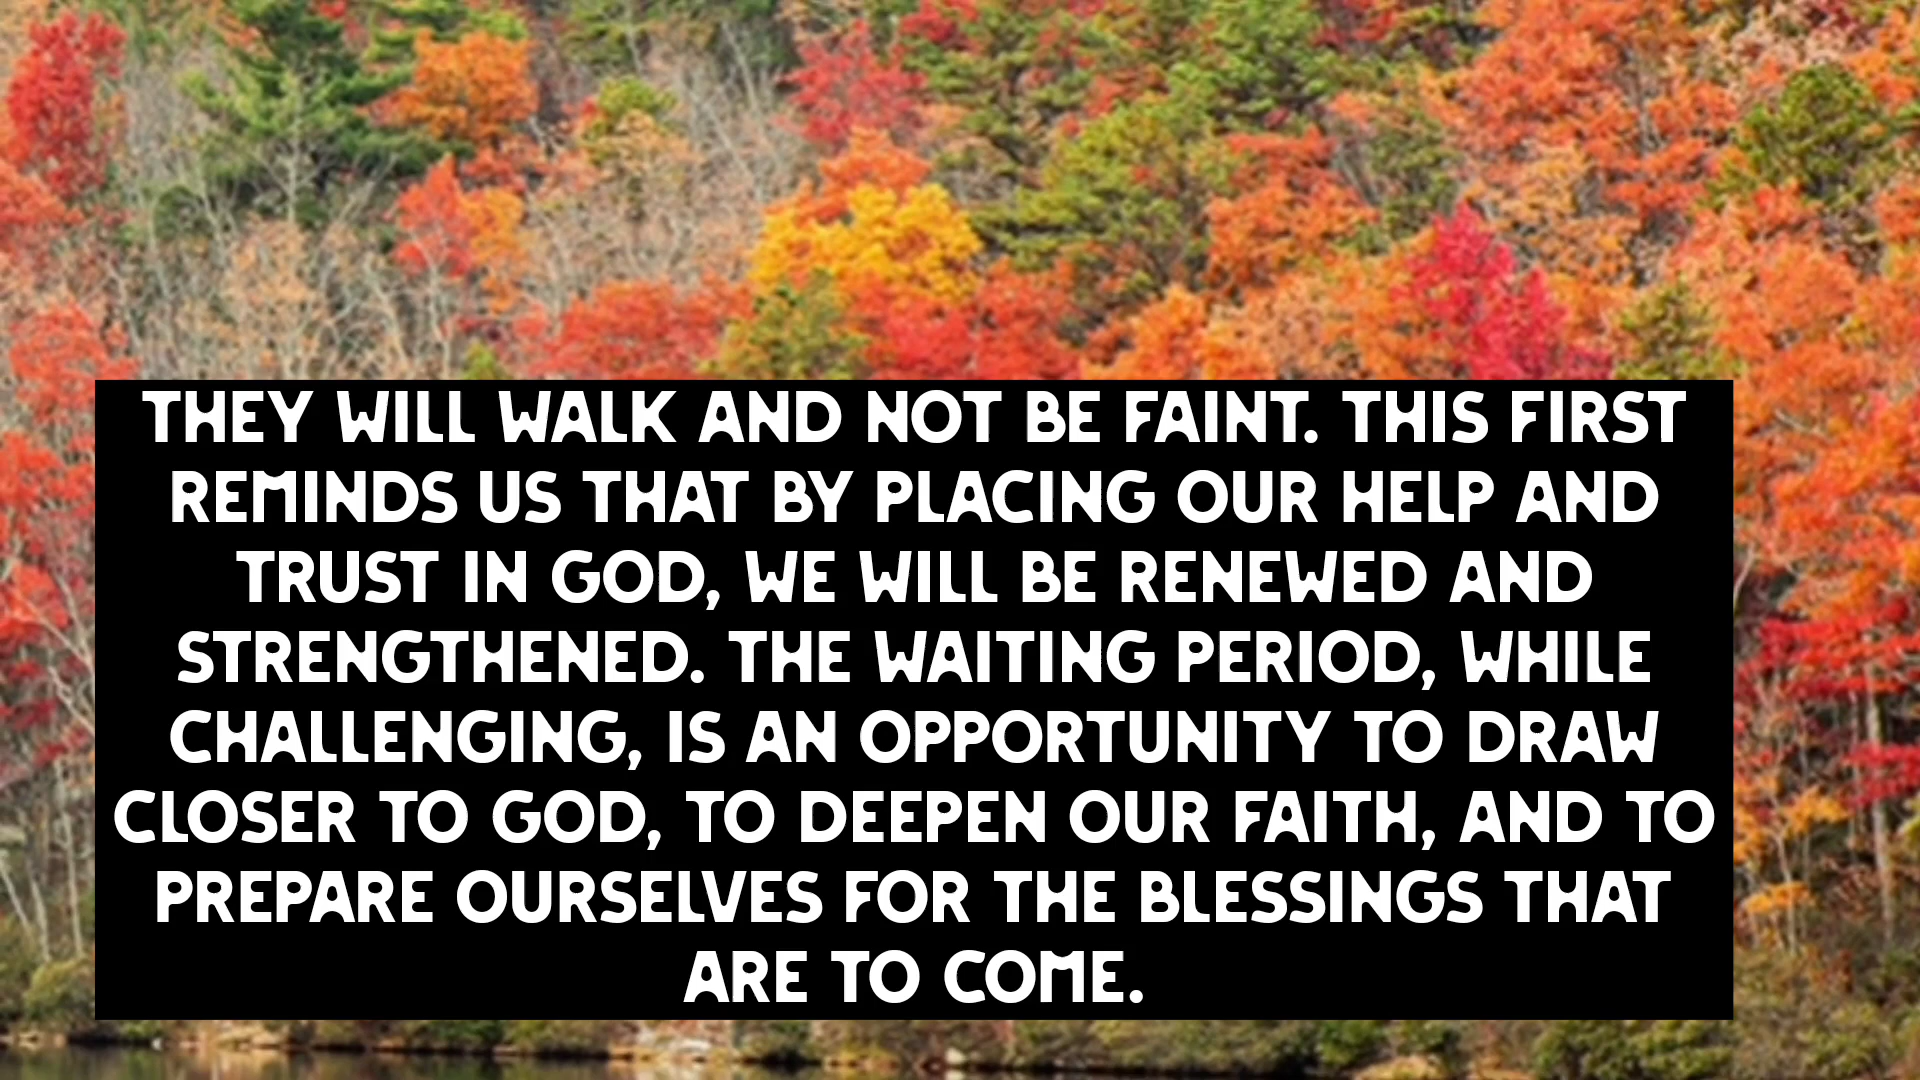 THEY WILL WALK AND NOT BE FAINT. THIS FIRST
REMINDS US THAT BY PLACING OUR HELP AND
TRUST IN GOD, WE WILL BE RENEWED AND
STRENGTHENED. THE WAITING PERIOD, WHILE
CHALLENGING, IS AN OPPORTUNITY TO DRAW
CLOSER TO GOD, TO DEEPEN OUR FAITH, AND TO
PREPARE OURSELVES FOR THE BLESSINGS THAT
ARE TO COME.